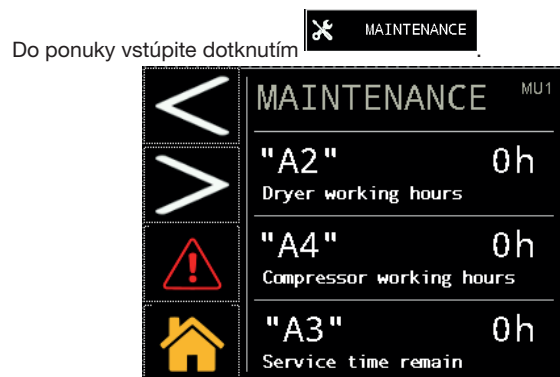 Do ponuky vstúpite dotknutím MAINTENANCE.
MAINTENANCE MU1
"A2" 0h
Dryer working hours
"A4" 0h
Compressor working hours
"A3" 0h
Service time remain